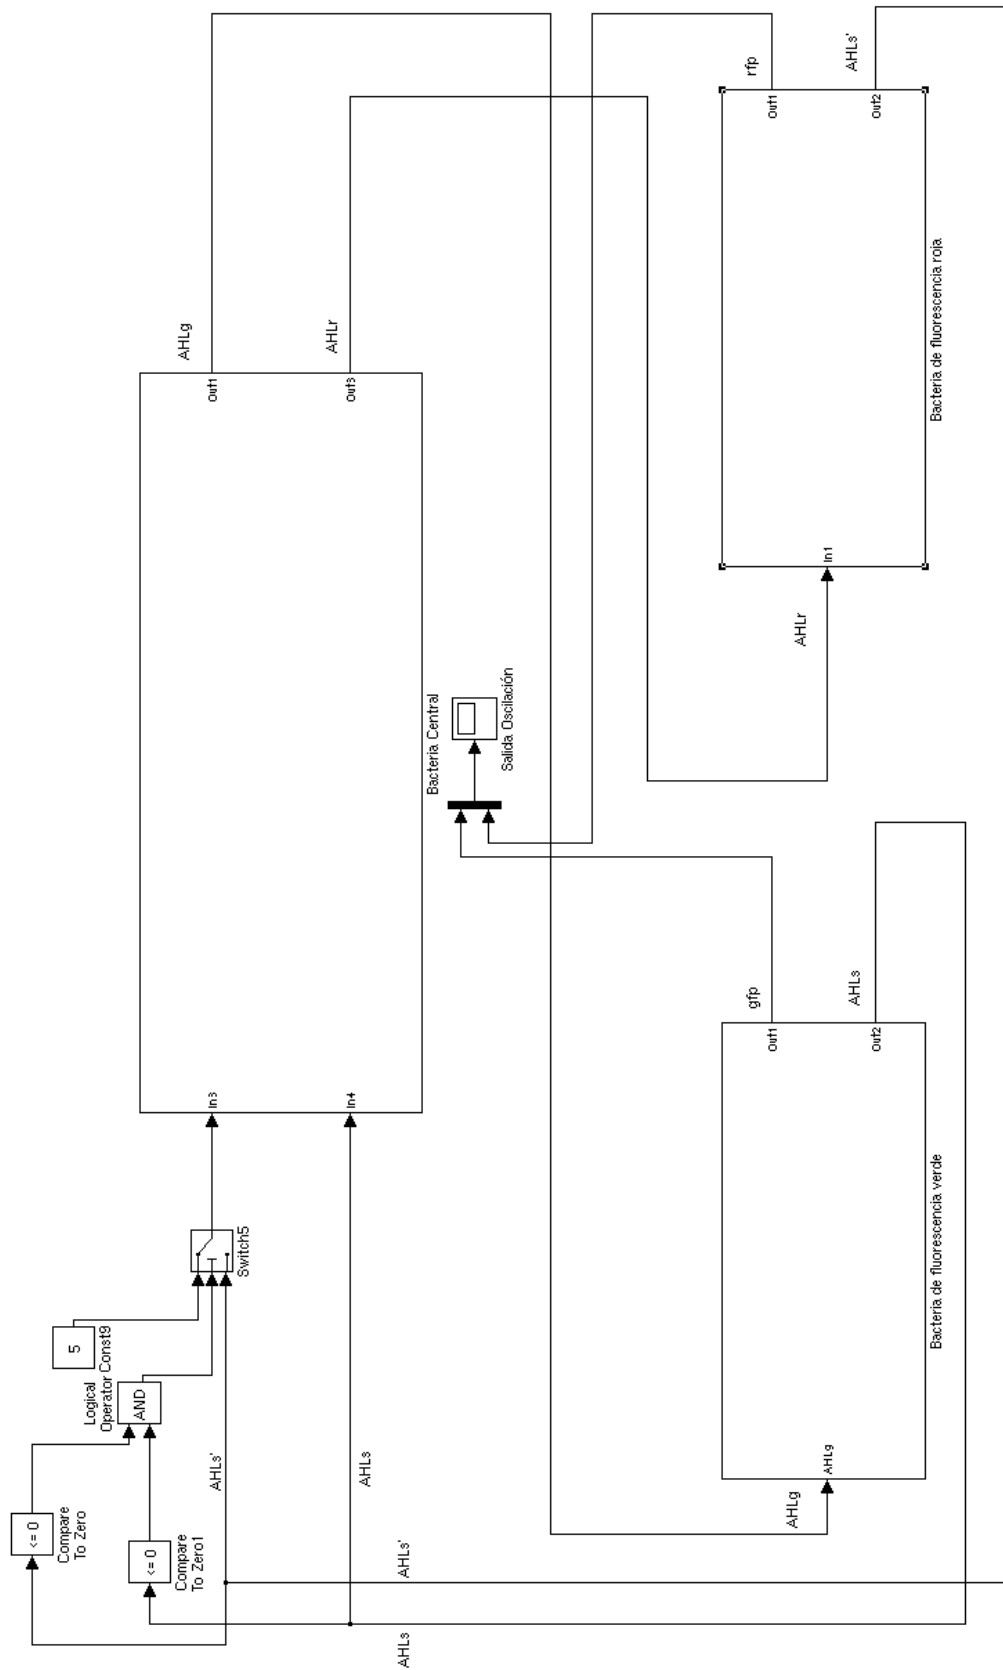 <= 0
Compare
To Zero
<= 0
Compare
To Zero1
AND
Logical
Operator
5
Const9
Switch5
AHLs'
AHLs
AHLs'
AHLs
In3
In4
Out1
Out3
Bacteria Central
AHLg
AHLr
Salida Oscilación
AHLg
AHLg
Out1
Out2
Bacteria de fluorescencia verde
gfp
AHLs
AHLr
In1
Out1
Out2
Bacteria de fluorescencia roja
rfp
AHLs'